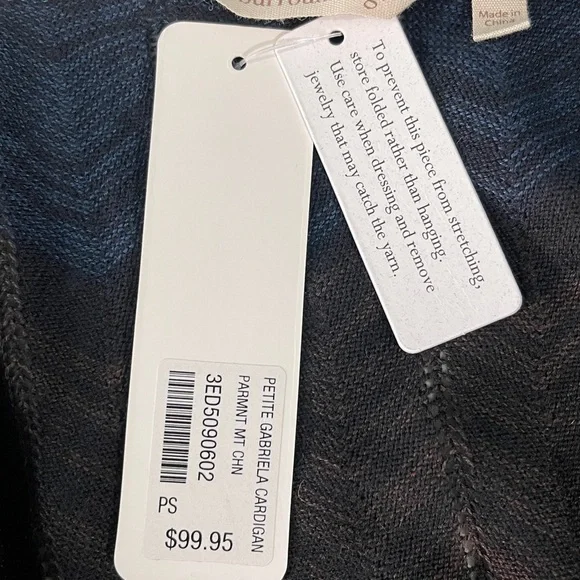 Made in
China
To prevent this piece from stretching,
store folded rather than hanging.
Use care when dressing and remove
jewelry that may catch the yarn.
PETITE GABRIELA CARDIGAN
PARMNT MT CHN
3ED5090602
PS
$99.95